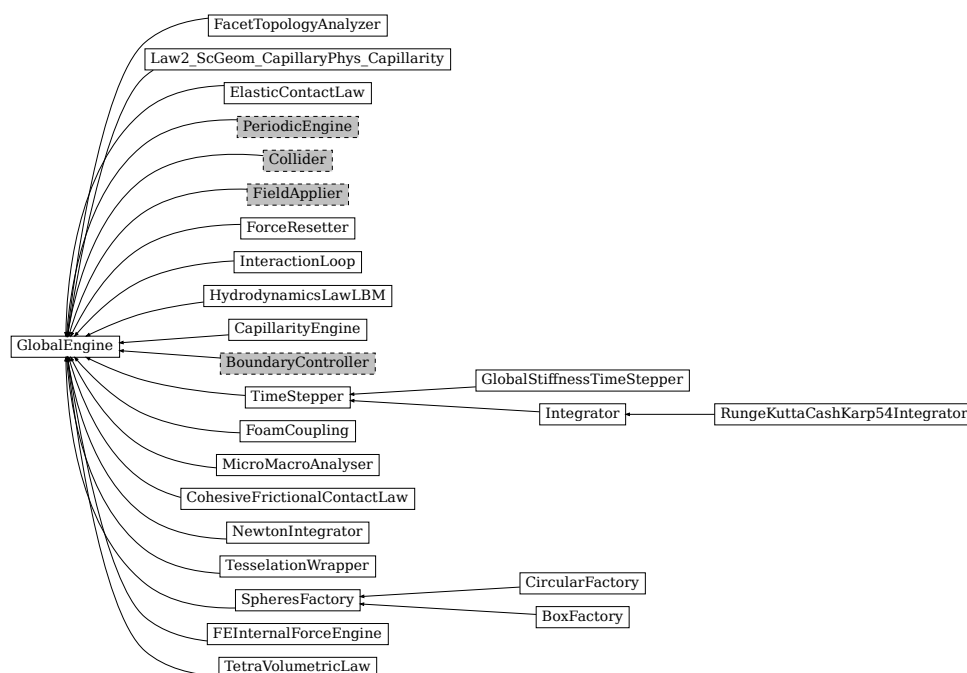 FacetTopologyAnalyzer
Law2_ScGeom_CapillaryPhys_Capillarity
ElasticContactLaw
PeriodicEngine
Collider
FieldApplier
ForceResetter
InteractionLoop
HydrodynamicsLawLBM
CapillarityEngine
GlobalEngine
BoundaryController
GlobalStiffnessTimeStepper
TimeStepper
Integrator
RungeKuttaCashKarp54Integrator
FoamCoupling
MicroMacroAnalyser
CohesiveFrictionalContactLaw
NewtonIntegrator
TesselationWrapper
CircularFactory
SpheresFactory
BoxFactory
FEInternalForceEngine
TetraVolumetricLaw